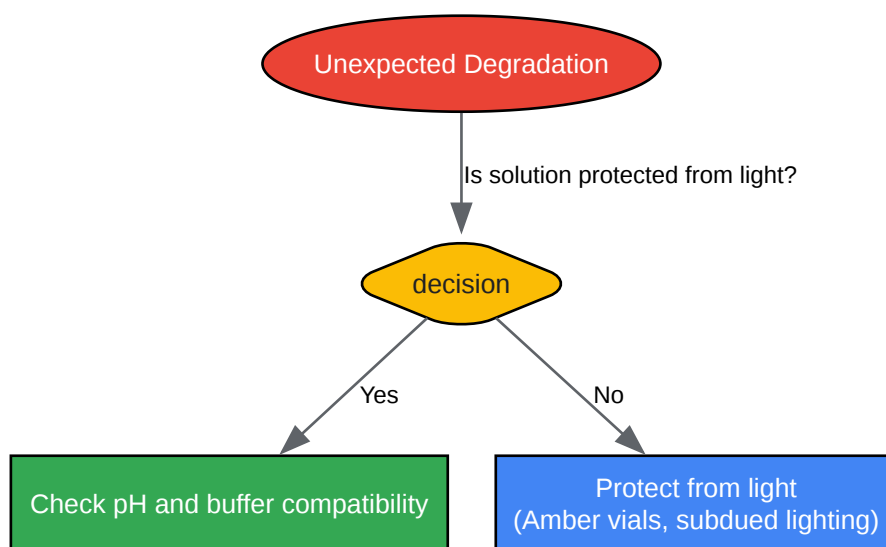 Unexpected Degradation
Is solution protected from light?
decision
Yes
No
Check pH and buffer compatibility
Protect from light
(Amber vials, subdued lighting)